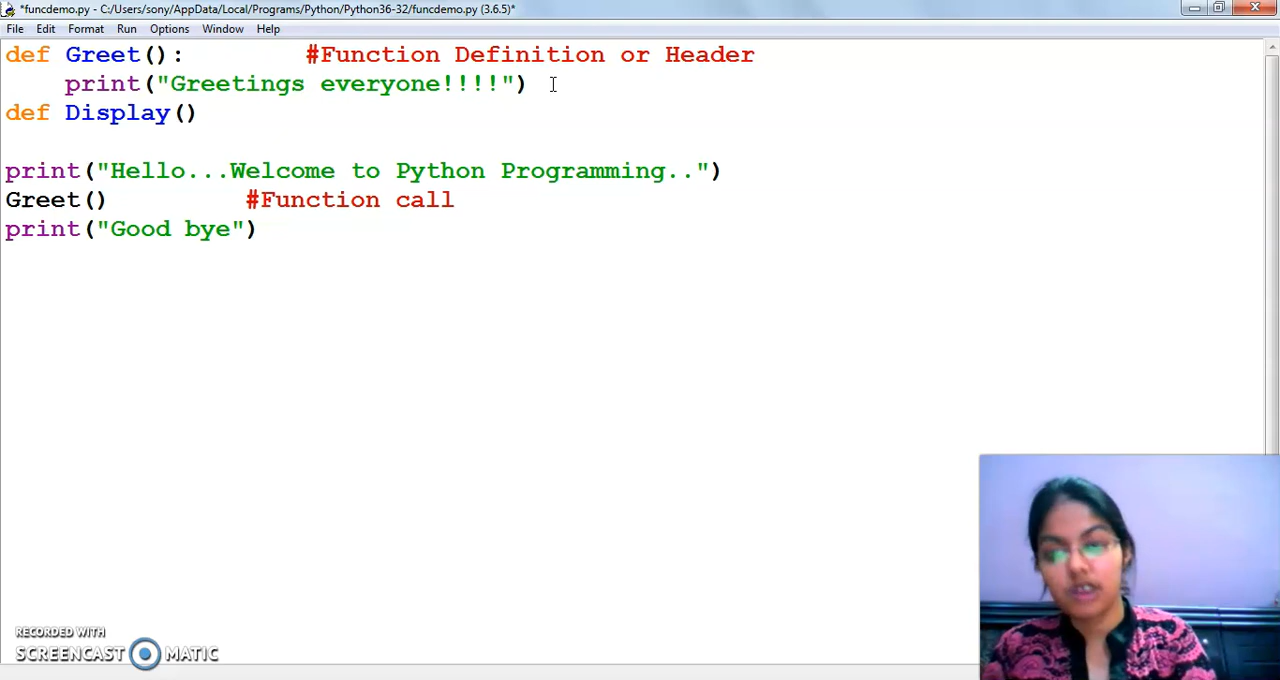 *funcdemo.py - C:/Users/sony/AppData/Local/Programs/Python/Python36-32/funcdemo.py (3.6.5)*
File Edit Format Run Options Window Help
def Greet():        #Function Definition or Header
    print("Greetings everyone!!!!")
def Display()
print("Hello...Welcome to Python Programming..")
Greet()         #Function call
print("Good bye")
RECORDED WITH
SCREENCAST MATIC